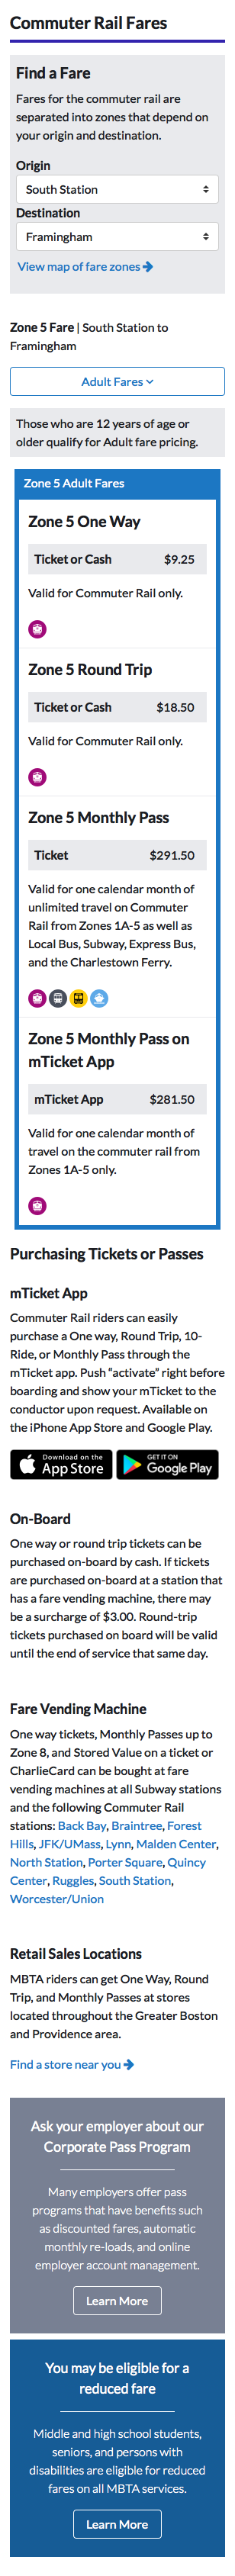 Commuter Rail Fares
Find a Fare
Fares for the commuter rail are
separated into zones that depend on
your origin and destination.
Origin
South Station
Destination
Framingham
View map of fare zones
Zone 5 Fare | South Station to
Framingham
Adult Fares
Those who are 12 years of age or
older qualify for Adult fare pricing.
Zone 5 Adult Fares
Zone 5 One Way
Ticket or Cash $9.25
Valid for Commuter Rail only.
Zone 5 Round Trip
Ticket or Cash $18.50
Valid for Commuter Rail only.
Zone 5 Monthly Pass
Ticket $291.50
Valid for one calendar month of
unlimited travel on Commuter
Rail from Zones 1A-5 as well as
Local Bus, Subway, Express Bus,
and the Charlestown Ferry.
Zone 5 Monthly Pass on
mTicket App
mTicket App $281.50
Valid for one calendar month of
travel on the commuter rail from
Zones 1A-5 only.
Purchasing Tickets or Passes
mTicket App
Commuter Rail riders can easily
purchase a One way, Round Trip, 10-
Ride, or Monthly Pass through the
mTicket app. Push "activate" right before
boarding and show your mTicket to the
conductor upon request. Available on
the iPhone App Store and Google Play.
Download on the
App Store
GET IT ON
Google Play
On-Board
One way or round trip tickets can be
purchased on-board by cash. If tickets
are purchased on-board at a station that
has a fare vending machine, there may
be a surcharge of $3.00. Round-trip
tickets purchased on board will be valid
until the end of service that same day.
Fare Vending Machine
One way tickets, Monthly Passes up to
Zone 8, and Stored Value on a ticket or
CharlieCard can be bought at fare
vending machines at all Subway stations
and the following Commuter Rail
stations: Back Bay, Braintree, Forest
Hills, JFK/UMass, Lynn, Malden Center,
North Station, Porter Square, Quincy
Center, Ruggles, South Station,
Worcester/Union
Retail Sales Locations
MBTA riders can get One Way, Round
Trip, and Monthly Passes at stores
located throughout the Greater Boston
and Providence area.
Find a store near you
Ask your employer about our
Corporate Pass Program
Many employers offer pass
programs that have benefits such
as discounted fares, automatic
monthly re-loads, and online
employer account management.
Learn More
You may be eligible for a
reduced fare
Middle and high school students,
seniors, and persons with
disabilities are eligible for reduced
fares on all MBTA services.
Learn More